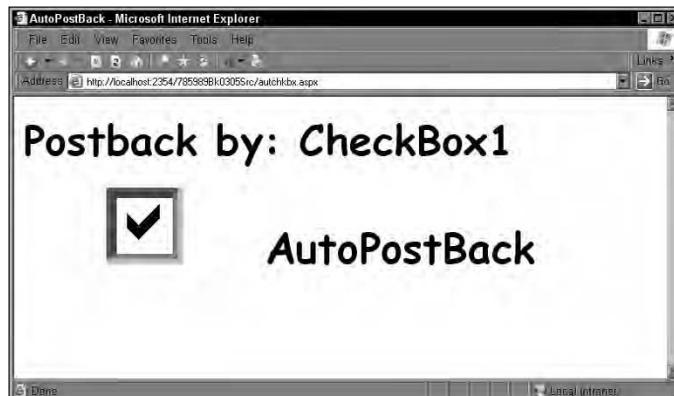 AutoPostBack - Microsoft Internet Explorer
File Edit View Favorites Tools Help
Links
Address http://localhost:2354/785989Bk0305Src/autchkbx.aspx Go
Postback by: CheckBox1
AutoPostBack
Done Local intranet